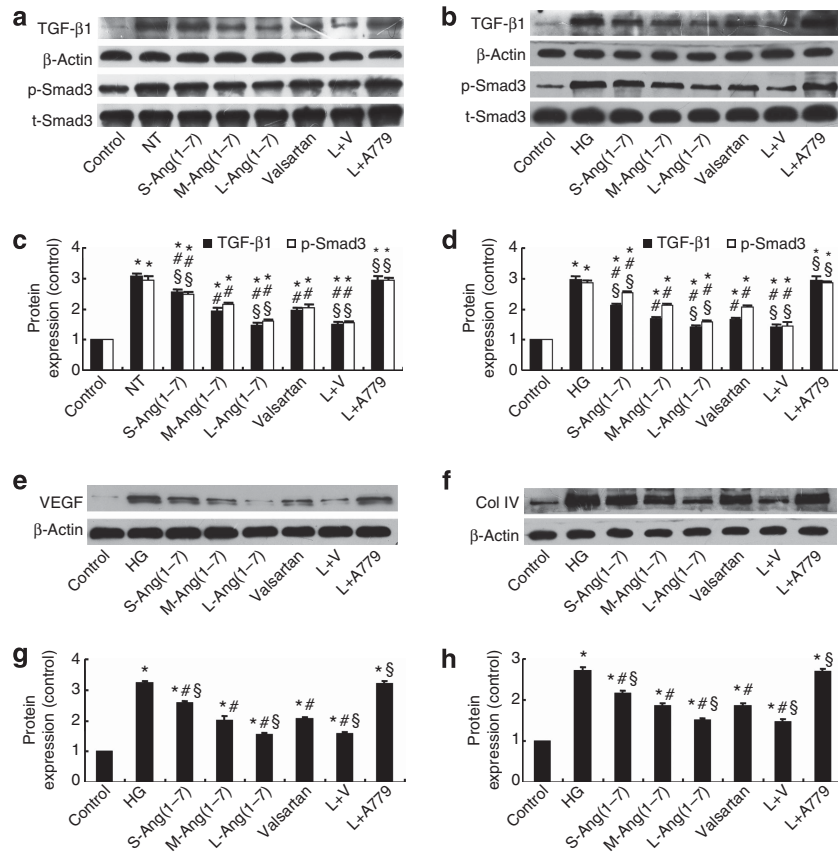 a
TGF-β1
β-Actin
p-Smad3
t-Smad3
Control NT S-Ang(1–7) M-Ang(1–7) L-Ang(1–7) Valsartan L+V L+A779
b
TGF-β1
β-Actin
p-Smad3
t-Smad3
Control HG S-Ang(1–7) M-Ang(1–7) L-Ang(1–7) Valsartan L+V L+A779
c
TGF-β1 p-Smad3
Protein
expression (control)
4
3
2
1
0
* * * * * * * * * * * * * *
# # # # # # # # # #
§ § § § § § § §
Control NT S-Ang(1–7) M-Ang(1–7) L-Ang(1–7) Valsartan L+V L+A779
d
TGF-β1 p-Smad3
Protein
expression (control)
4
3
2
1
0
* * * * * * * * * * * * * *
# # # # # # # # # #
§ § § § § § §
Control HG S-Ang(1–7) M-Ang(1–7) L-Ang(1–7) Valsartan L+V L+A779
e
VEGF
β-Actin
Control HG S-Ang(1–7) M-Ang(1–7) L-Ang(1–7) Valsartan L+V L+A779
f
Col IV
β-Actin
Control HG S-Ang(1–7) M-Ang(1–7) L-Ang(1–7) Valsartan L+V L+A779
g
Protein
expression (control)
4
3
2
1
0
* *#§ *# *#§ *# *#§ *§
Control HG S-Ang(1–7) M-Ang(1–7) L-Ang(1–7) Valsartan L+V L+A779
h
Protein
expression (control)
3
2
1
0
* *#§ *# *#§ *# *#§ *§
Control HG S-Ang(1–7) M-Ang(1–7) L-Ang(1–7) Valsartan L+V L+A779